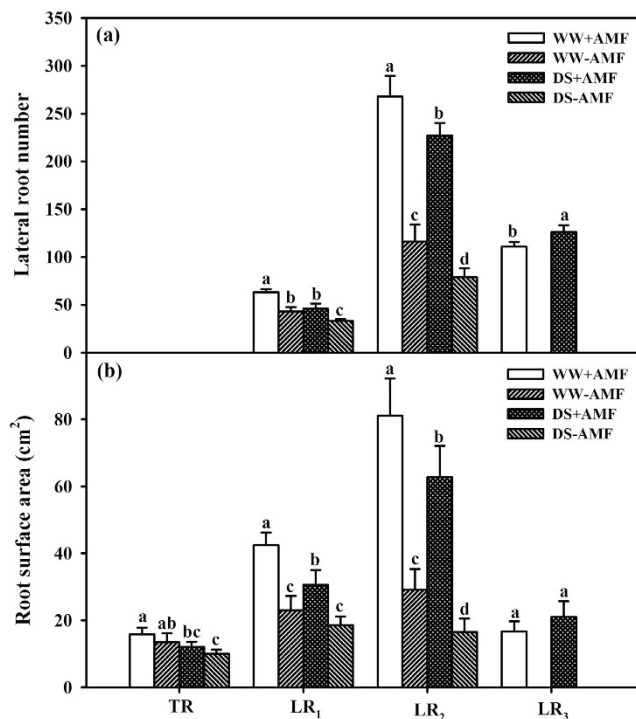 (a)
WW+AMF
WW-AMF
DS+AMF
DS-AMF
Lateral root number
350
300
250
200
150
100
50
0
a
b
b
c
a
c
b
d
b
a
(b)
WW+AMF
WW-AMF
DS+AMF
DS-AMF
Root surface area (cm²)
80
60
40
20
0
a
ab
bc
c
a
c
b
c
a
c
b
d
a
a
TR LR₁ LR₂ LR₃